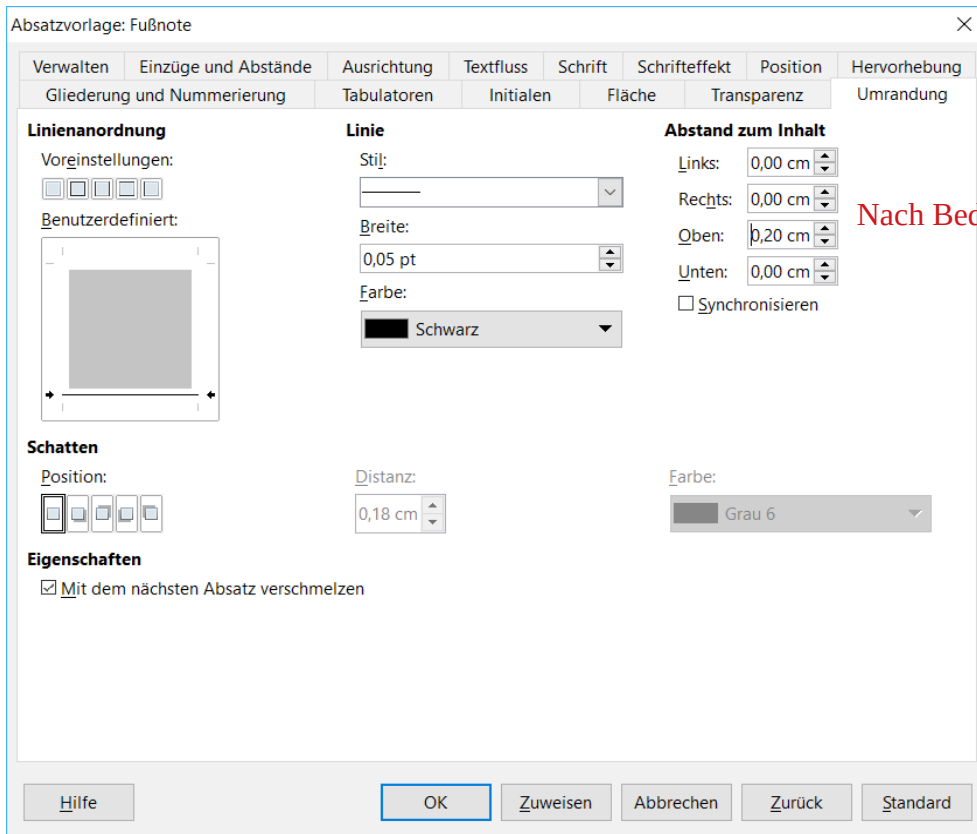 Absatzvorlage: Fußnote
Verwalten Einzüge und Abstände Ausrichtung Textfluss Schrift Schrifteffekt Position Hervorhebung
Gliederung und Nummerierung Tabulatoren Initialen Fläche Transparenz Umrandung
Linienanordnung Linie Abstand zum Inhalt
Voreinstellungen: Stil: Links: 0,00 cm
Rechts: 0,00 cm
Nach Bed
Benutzerdefiniert: Breite: Oben: 0,20 cm
0,05 pt Unten: 0,00 cm
Farbe: Synchronisieren
Schwarz
Schatten
Position: Distanz: Farbe:
0,18 cm Grau 6
Eigenschaften
Mit dem nächsten Absatz verschmelzen
Hilfe OK Zuweisen Abbrechen Zurück Standard